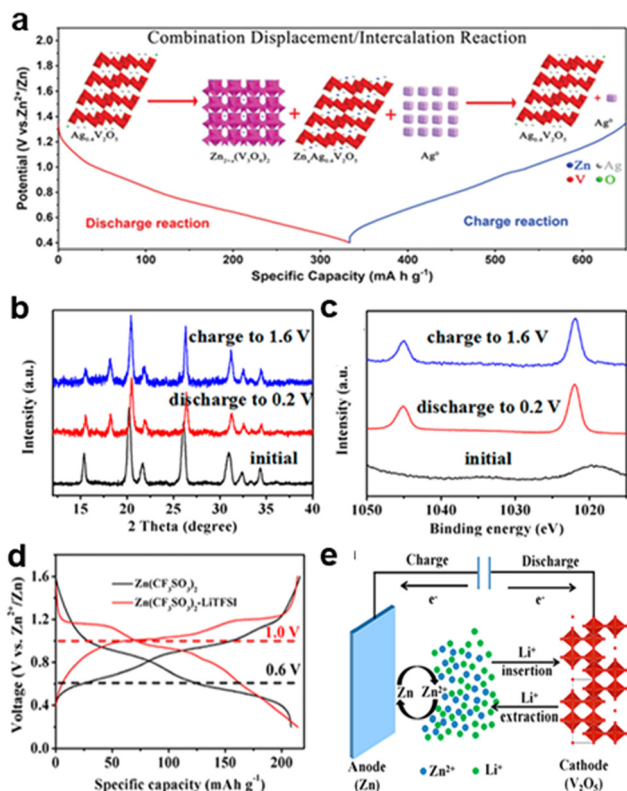 a
Combination Displacement/Intercalation Reaction
Potential (V vs.Zn²⁺/Zn)
2.0
1.8
1.6
1.4
1.2
1.0
0.8
0.6
0.4
Ag₀.₄V₂O₅
+
+
Zn₃₊ₓ(V₂O₈)₂
ZnₓAg₀.₄V₂O₅
Ag⁰
Ag₀.₄V₂O₅
+
Ag⁰
Zn
Ag
V
O
Discharge reaction
Charge reaction
0
100
200
300
400
500
600
Specific Capacity (mA h g⁻¹)
b
Intensity (a.u.)
charge to 1.6 V
discharge to 0.2 V
initial
15
20
25
30
35
40
2 Theta (degree)
c
Intensity (a.u.)
charge to 1.6 V
discharge to 0.2 V
initial
1050
1040
1030
1020
Binding energy (eV)
d
Voltage (V vs. Zn²⁺/Zn)
1.6
1.2
0.8
0.4
0.0
Zn(CF₃SO₃)₂
Zn(CF₃SO₃)₂-LiTFSI
1.0 V
0.6 V
0
50
100
150
200
Specific capacity (mAh g⁻¹)
e
Charge
Discharge
e⁻
e⁻
Li⁺
insertion
Zn
Zn²⁺
Li⁺
extraction
Anode
(Zn)
Zn²⁺
Li⁺
Cathode
(V₂O₅)